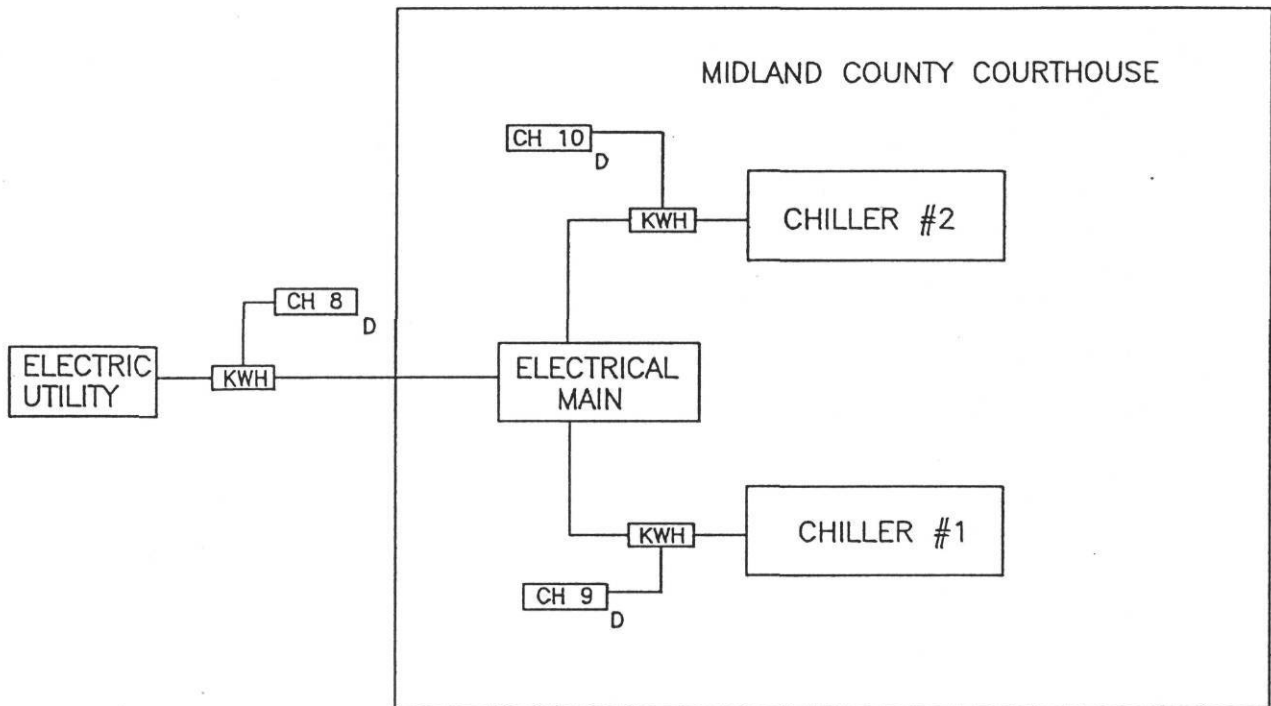 MIDLAND COUNTY COURTHOUSE
CH 10
D
KWH
CHILLER #2
CH 8
D
ELECTRIC
UTILITY
KWH
ELECTRICAL
MAIN
KWH
CHILLER #1
CH 9
D